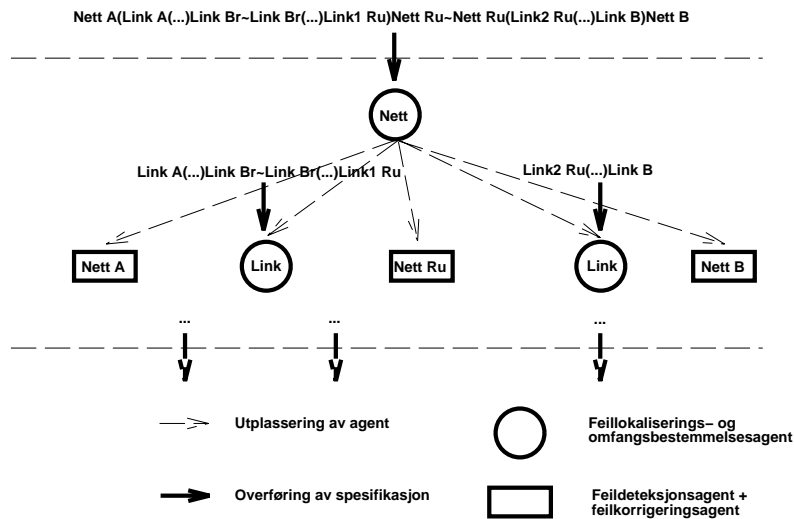 Nett A(Link A(...)Link Br~Link Br(...)Link1 Ru)Nett Ru~Nett Ru(Link2 Ru(...)Link B)Nett B
Nett
Link A(...)Link Br~Link Br(...)Link1 Ru
Link2 Ru(...)Link B
Nett A
Link
Nett Ru
Link
Nett B
...
...
...
Utplassering av agent
Feillokaliserings− og
omfangsbestemmelsesagent
Overføring av spesifikasjon
Feildeteksjonsagent +
feilkorrigeringsagent